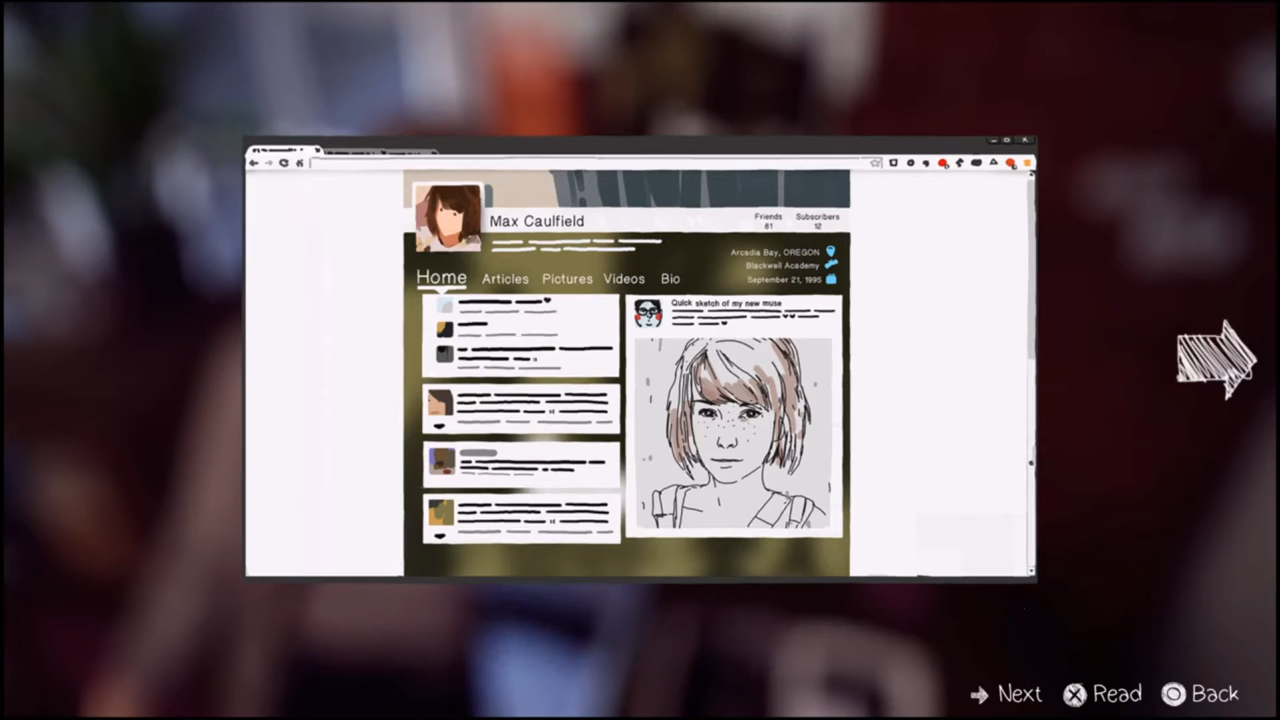 Max Caulfield
Friends
81
Subscribers
12
Arcadia Bay, OREGON
Blackwell Academy
September 21, 1995
Home Articles Pictures Videos Bio
Quick sketch of my new muse
Next Read Back